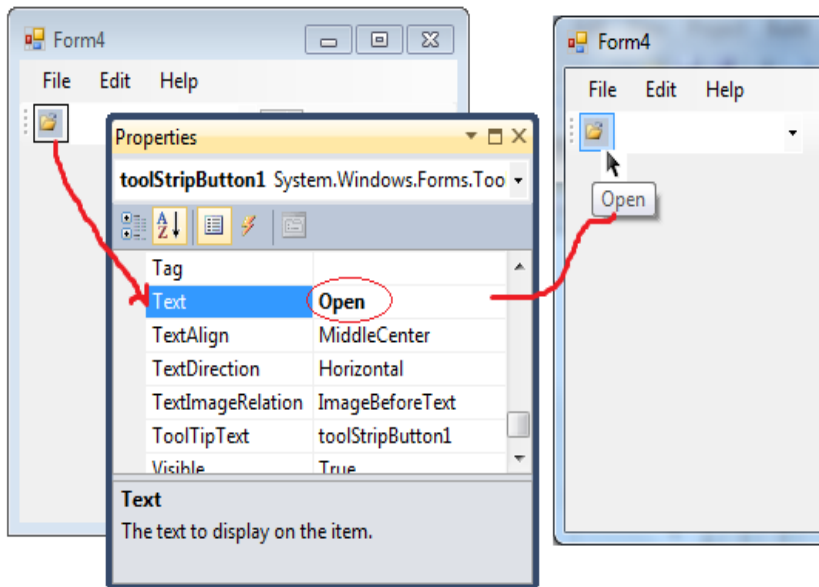 Form4
File Edit Help
Properties
toolStripButton1 System.Windows.Forms.Too
A
Z
Tag
Text Open
TextAlign MiddleCenter
TextDirection Horizontal
TextImageRelation ImageBeforeText
ToolTipText toolStripButton1
Visible True
Text
The text to display on the item.
Form4
File Edit Help
Open